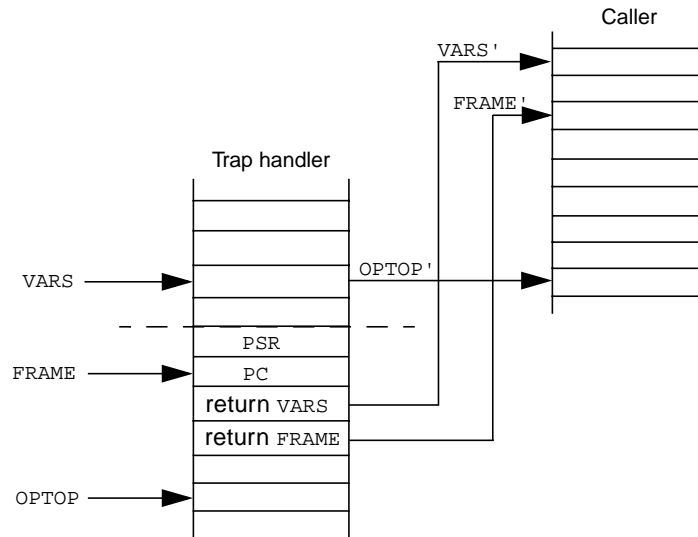 Caller
VARS'
FRAME'
Trap handler
OPTOP'
VARS
PSR
FRAME
PC
return VARS
return FRAME
OPTOP